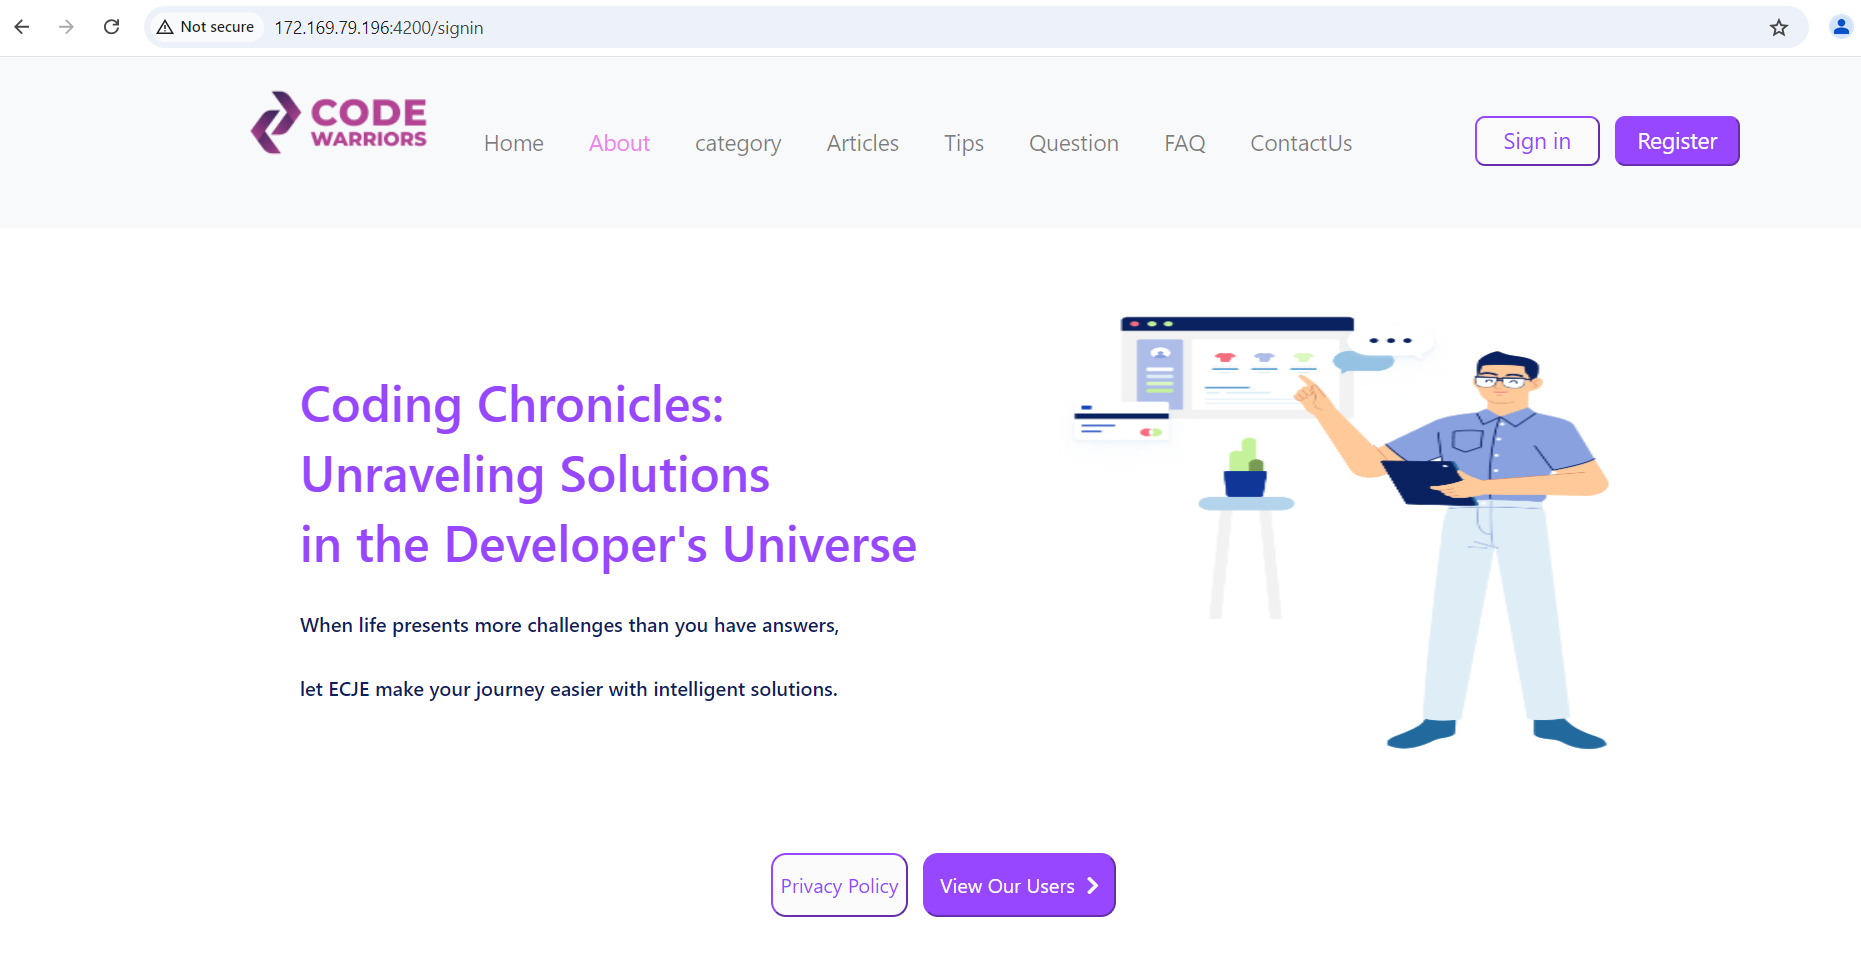 Not secure
172.169.79.196:4200/signin
CODE
WARRIORS
Home About category Articles Tips Question FAQ ContactUs
Sign in Register
Coding Chronicles:
Unraveling Solutions
in the Developer's Universe
When life presents more challenges than you have answers,
let ECJE make your journey easier with intelligent solutions.
Privacy Policy View Our Users